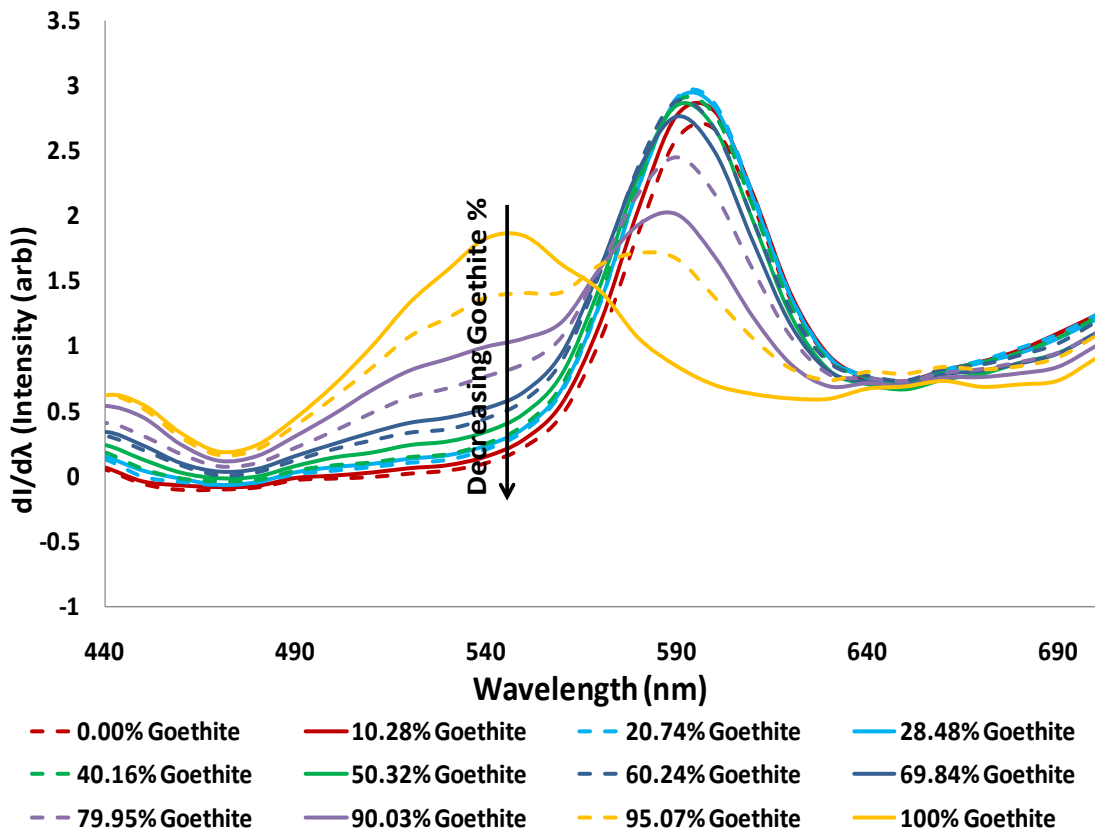 3.5
3
2.5
2
1.5
1
0.5
0
-0.5
-1
dI/dλ (Intensity (arb))
Decreasing Goethite %
440 490 540 590 640 690
Wavelength (nm)
0.00% Goethite 10.28% Goethite 20.74% Goethite 28.48% Goethite
40.16% Goethite 50.32% Goethite 60.24% Goethite 69.84% Goethite
79.95% Goethite 90.03% Goethite 95.07% Goethite 100% Goethite